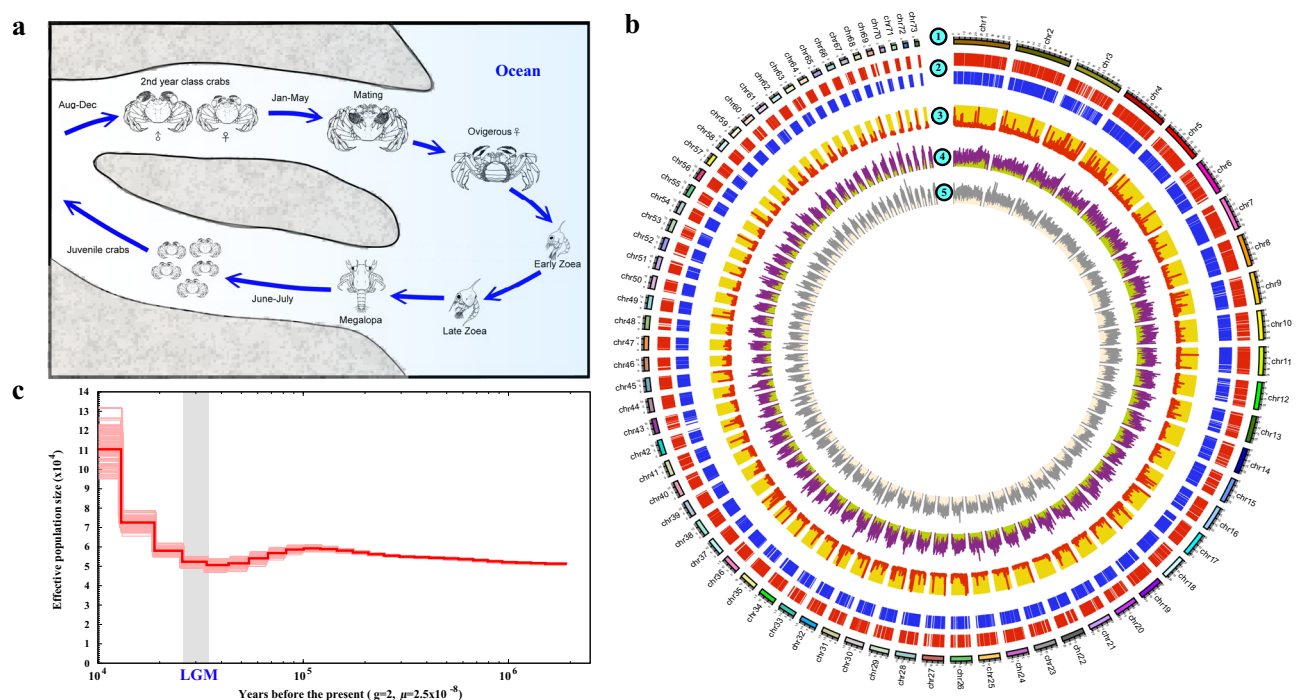 a
Ocean
2nd year class crabs
Aug-Dec
Jan-May
Mating
♂
♀
Ovigerous ♀
Early Zoea
Late Zoea
Megalopa
June-July
Juvenile crabs
b
1
2
3
4
5
chr1
chr2
chr3
chr4
chr5
chr6
chr7
chr8
chr9
chr10
chr11
chr12
chr13
chr14
chr15
chr16
chr17
chr18
chr19
chr20
chr21
chr22
chr23
chr24
chr25
chr26
chr27
chr28
chr29
chr30
chr31
chr32
chr33
chr34
chr35
chr36
chr37
chr38
chr39
chr40
chr41
chr42
chr43
chr44
chr45
chr46
chr47
chr48
chr49
chr50
chr51
chr52
chr53
chr54
chr55
chr56
chr57
chr58
chr59
chr60
chr61
chr62
chr63
chr64
chr65
chr66
chr67
chr68
chr69
chr70
chr71
chr72
chr73
c
Effective population size (x10⁴)
14
13
12
11
10
9
8
7
6
5
4
3
2
1
0
10⁴
10⁵
10⁶
LGM
Years before the present ( g=2, μ=2.5x10 ⁻⁸)